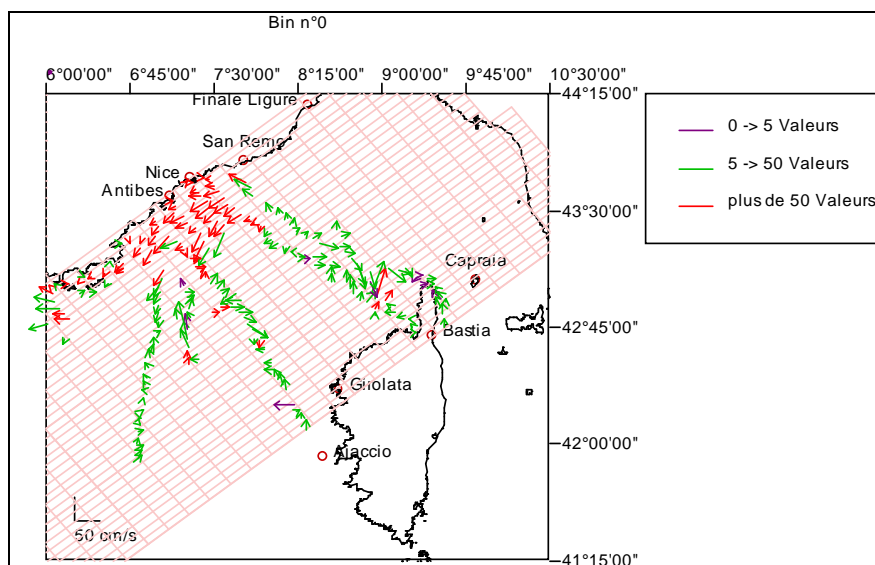 Bin n°0
6°00'00" 6°45'00" 7°30'00" 8°15'00" 9°00'00" 9°45'00" 10°30'00"
44°15'00"
Finale Ligure
0 -> 5 Valeurs
San Remo
Nice
5 -> 50 Valeurs
Antibes
plus de 50 Valeurs
43°30'00"
Capraia
42°45'00"
Bastia
Girolata
42°00'00"
Ajaccio
50 cm/s
41°15'00"